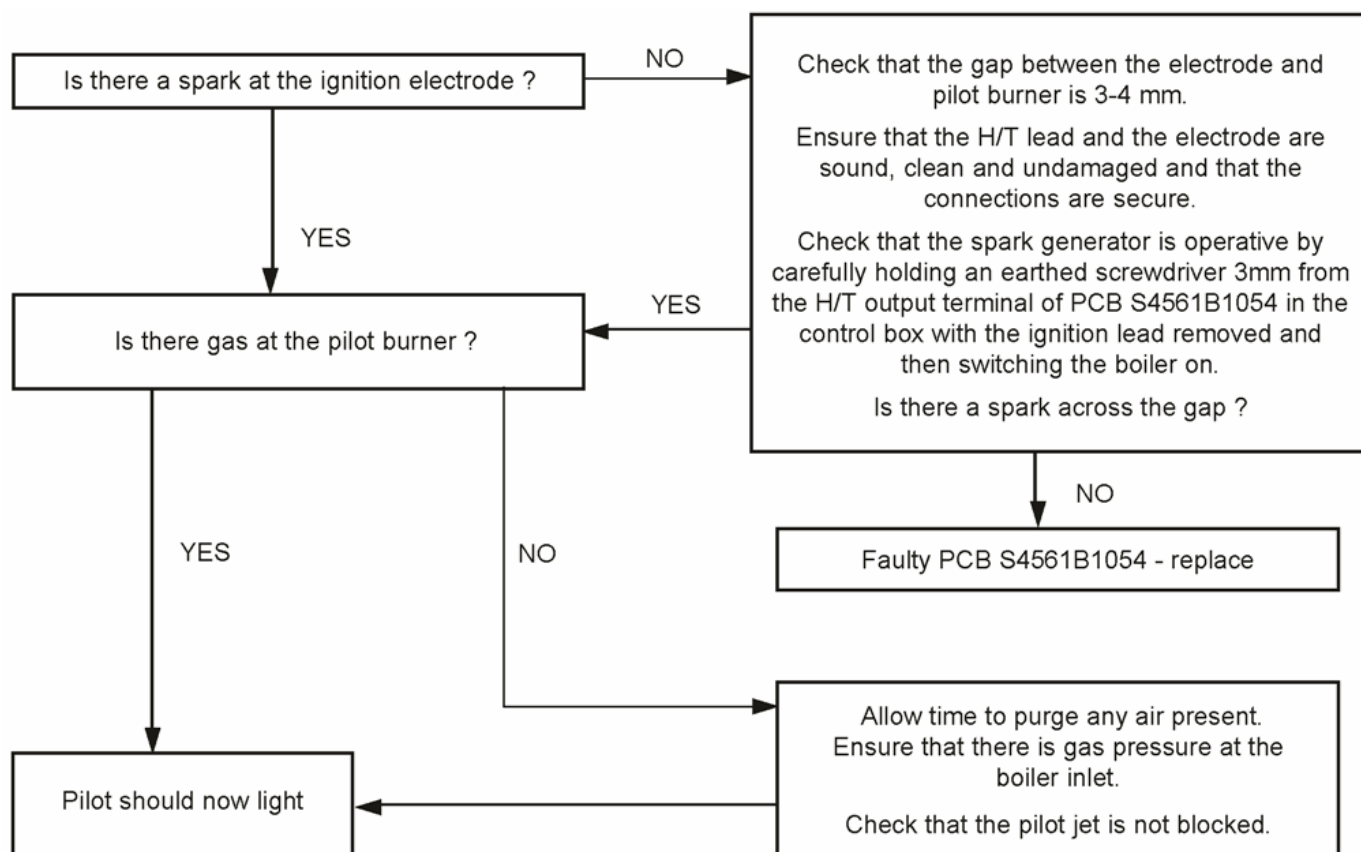 Is there a spark at the ignition electrode ?
NO
Check that the gap between the electrode and
pilot burner is 3-4 mm.
Ensure that the H/T lead and the electrode are
sound, clean and undamaged and that the
connections are secure.
Check that the spark generator is operative by
carefully holding an earthed screwdriver 3mm from
the H/T output terminal of PCB S4561B1054 in the
control box with the ignition lead removed and
then switching the boiler on.
Is there a spark across the gap ?
YES
YES
Is there gas at the pilot burner ?
NO
Faulty PCB S4561B1054 - replace
YES
NO
Allow time to purge any air present.
Ensure that there is gas pressure at the
boiler inlet.
Check that the pilot jet is not blocked.
Pilot should now light